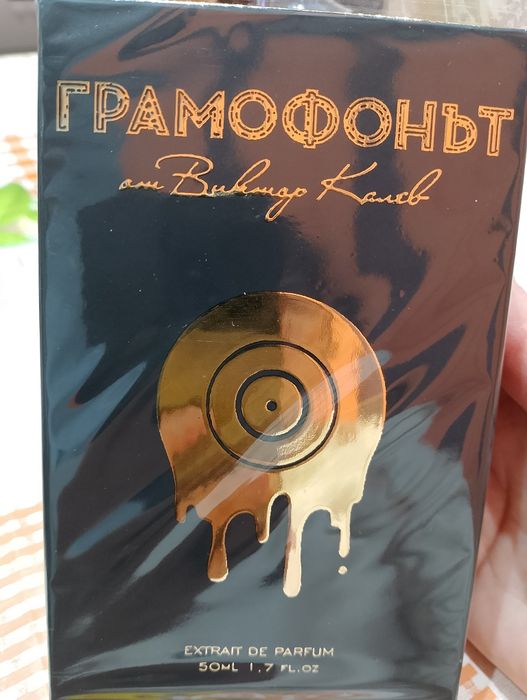 ГРАМОФОНЪТ
от Виктор Калев
EXTRAIT DE PARFUM
50ML 1.7 FL.OZ